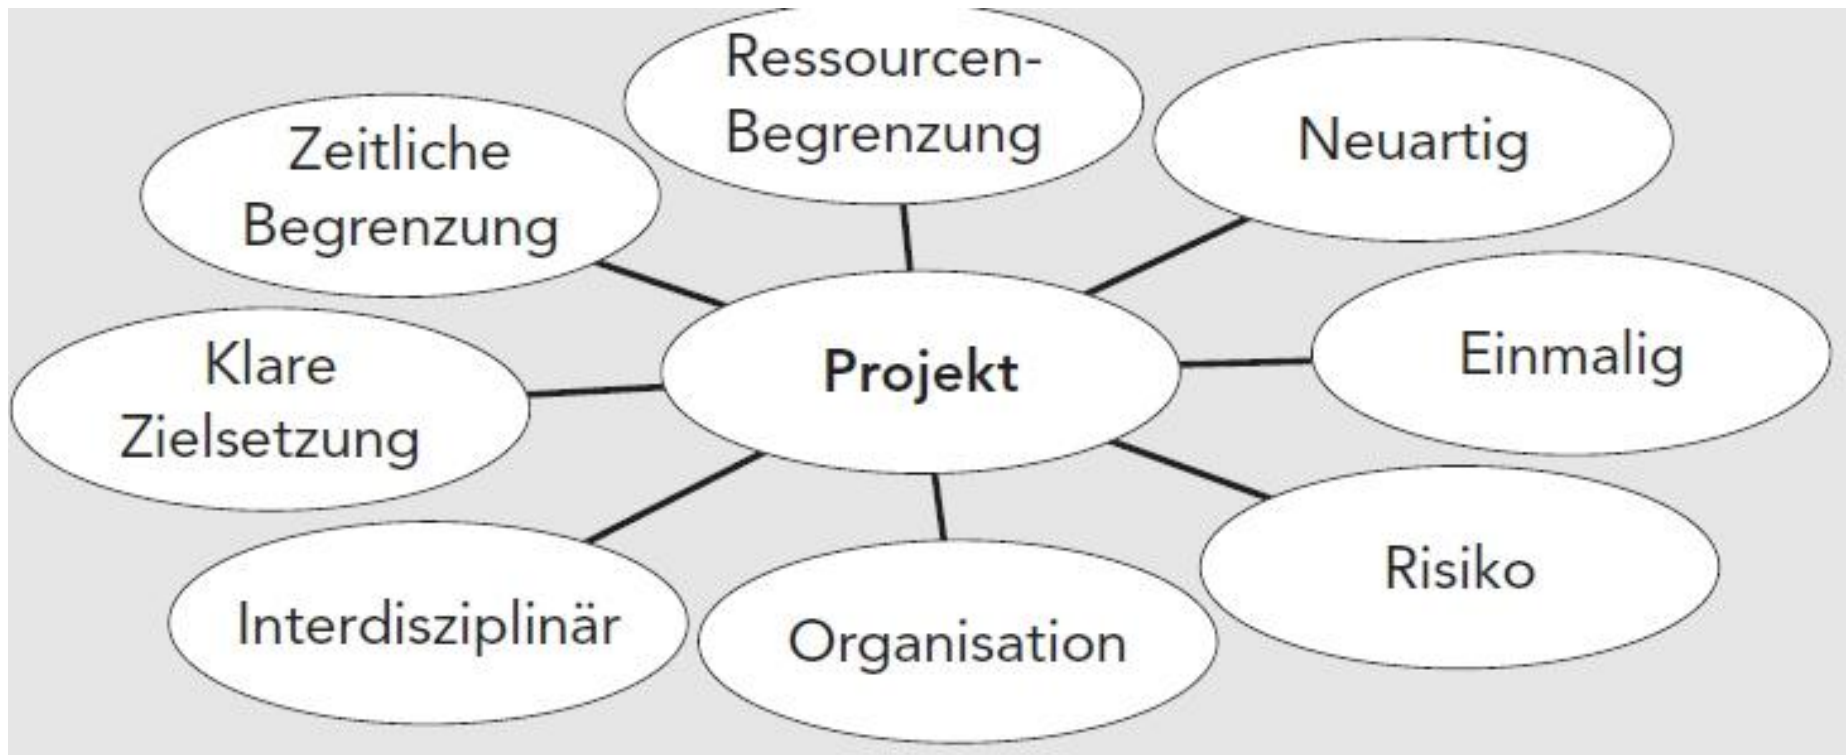 Ressourcen-
Begrenzung
Neuartig
Zeitliche
Begrenzung
Einmalig
Projekt
Klare
Zielsetzung
Risiko
Interdisziplinär
Organisation